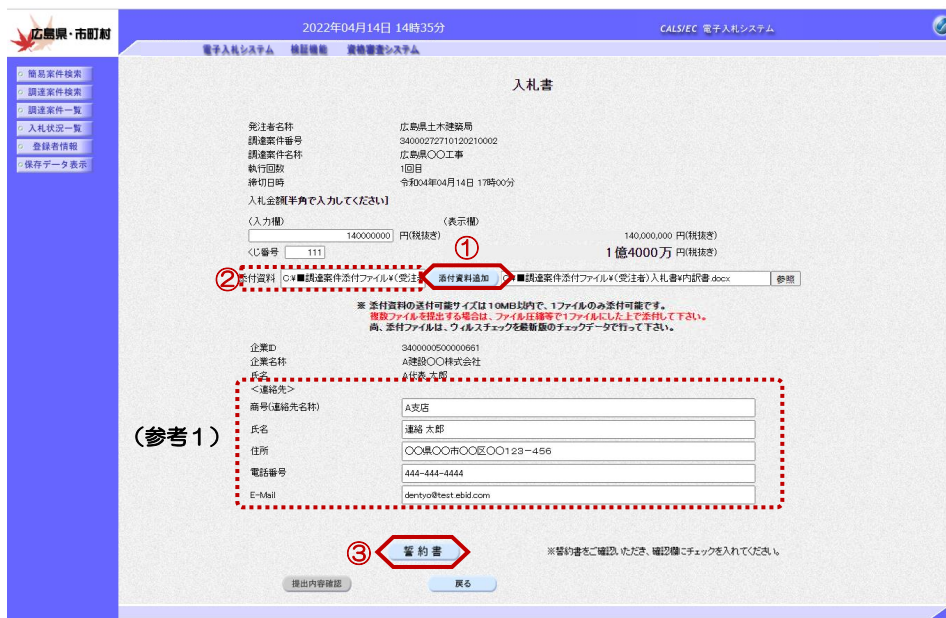 広島県・市町村
2022年04月14日 14時35分
CALS/EC 電子入札システム
電子入札システム 検証機能 資格審査システム
簡易案件検索
調達案件検索
調達案件一覧
入札状況一覧
登録者情報
保存データ表示
入札書
発注者名称 広島県土木建築局
調達案件番号 34000272710120210002
調達案件名称 広島県〇〇工事
執行回数 1回目
締切日時 令和04年04月14日 17時00分
入札金額[半角で入力してください]
(入力欄) (表示欄)
140000000 円(税抜き) 140,000,000 円(税抜き)
くじ番号 111 1億4000万 円(税抜き)
①
② 添付資料 C:¥■調達案件添付ファイル¥(受注者 添付資料追加 C:¥■調達案件添付ファイル¥(受注者)入札書¥内訳書.docx 参照
※ 添付資料の送付可能サイズは10MB以内で、1ファイルのみ添付可能です。
複数ファイルを提出する場合は、ファイル圧縮等で1ファイルにした上で添付して下さい。
尚、添付ファイルは、ウィルスチェックを最新版のチェックデータで行って下さい。
企業ID 3400000500000661
企業名称 A建設〇〇株式会社
氏名 A代表 太郎
<連絡先>
商号(連絡先名称) A支店
(参考1)
氏名 連絡 太郎
住所 〇〇県〇〇市〇〇区〇〇123-456
電話番号 444-444-4444
E-Mail dentyo@test.ebid.com
③ 誓約書 ※誓約書をご確認いただき、確認欄にチェックを入れてください。
提出内容確認 戻る